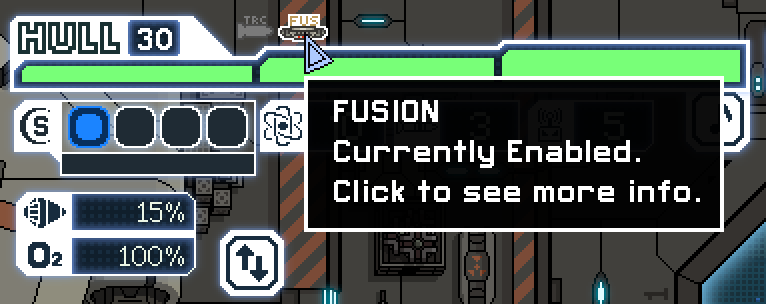 TRC
FUS
HULL 30
FUSION
Currently Enabled.
Click to see more info.
S
3
5
15%
O2 100%